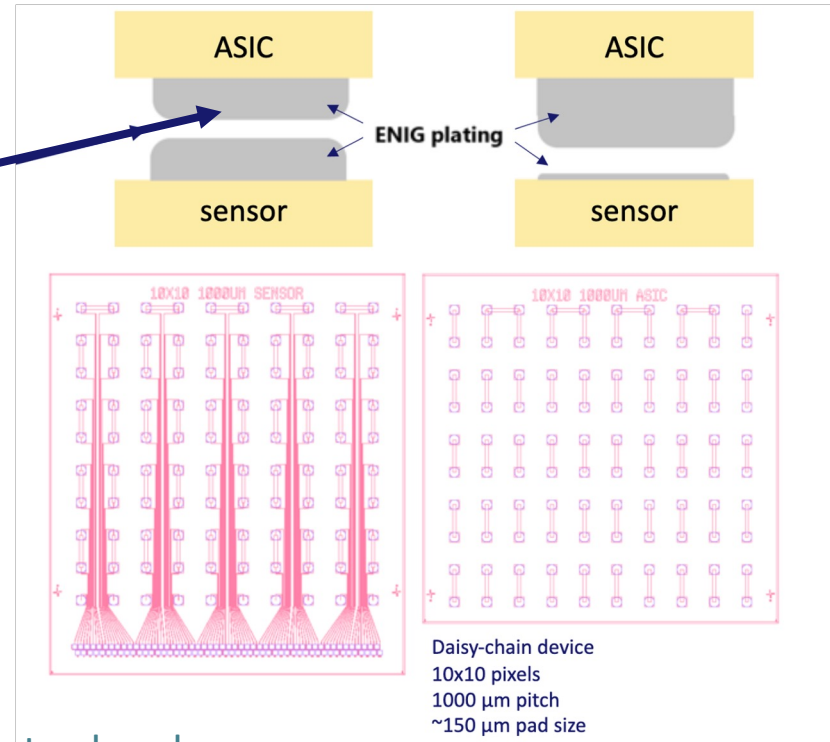 ASIC
ASIC
ENIG plating
sensor
sensor
10X10 1000UM SENSOR
10X10 1000UM ASIC
Daisy-chain device
10x10 pixels
1000 μm pitch
~150 μm pad size